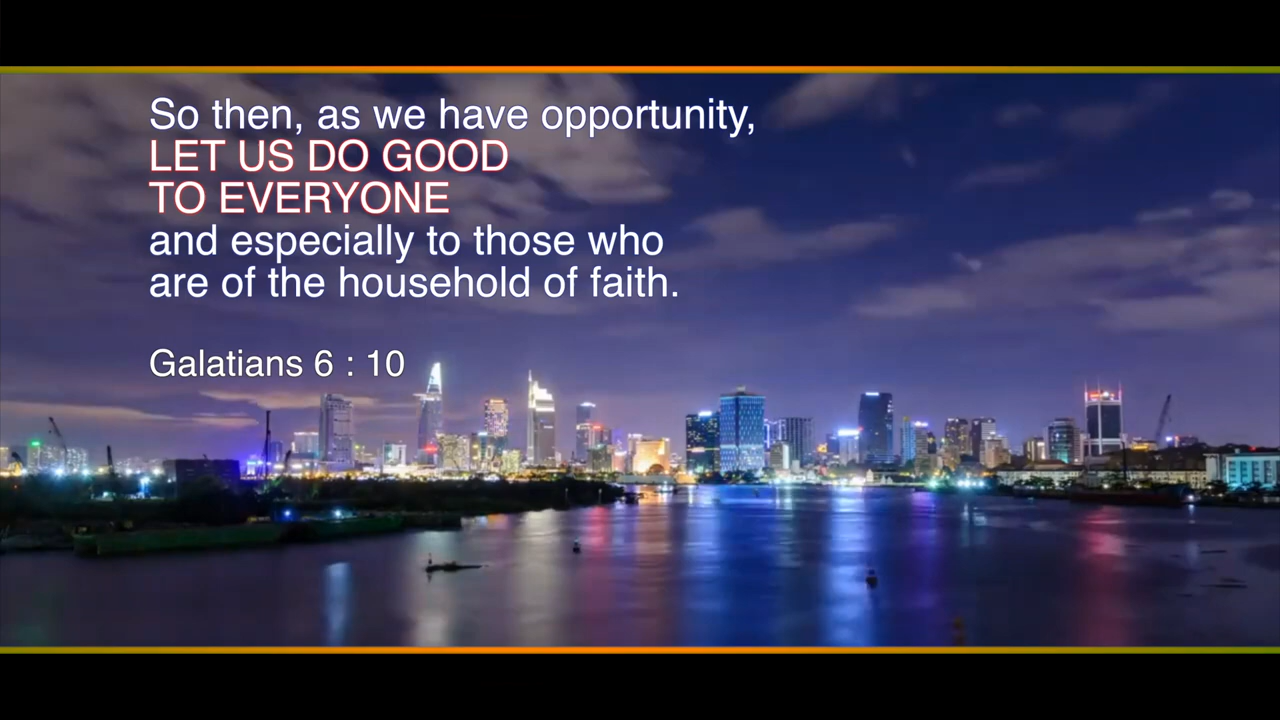 So then, as we have opportunity,
LET US DO GOOD
TO EVERYONE
and especially to those who
are of the household of faith.
Galatians 6 : 10